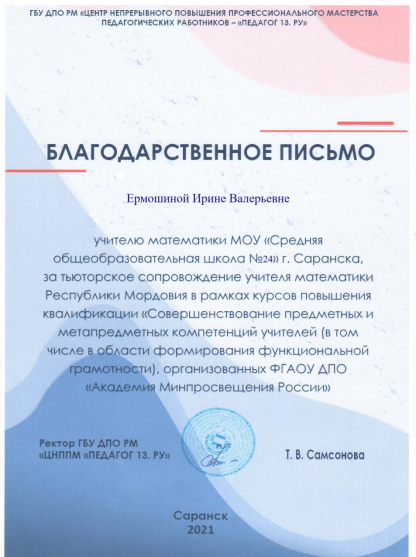 ГБУ ДПО РМ «ЦЕНТР НЕПРЕРЫВНОГО ПОВЫШЕНИЯ ПРОФЕССИОНАЛЬНОГО МАСТЕРСТВА
ПЕДАГОГИЧЕСКИХ РАБОТНИКОВ – «ПЕДАГОГ 13. РУ»
БЛАГОДАРСТВЕННОЕ ПИСЬМО
Ермошиной Ирине Валерьевне
учителю математики МОУ «Средняя
общеобразовательная школа №24» г. Саранска,
за тьюторское сопровождение учителя математики
Республики Мордовия в рамках курсов повышения
квалификации «Совершенствование предметных и
метапредметных компетенций учителей (в том
числе в области формирования функциональной
грамотности), организованных ФГАОУ ДПО
«Академия Минпросвещения России»
Ректор ГБУ ДПО РМ
«ЦНППМ «ПЕДАГОГ 13. РУ»
Т. В. Самсонова
Саранск
2021